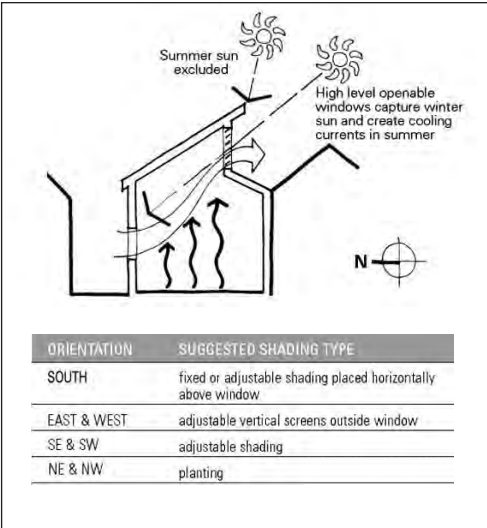 Summer sun
excluded
High level openable
windows capture winter
sun and create cooling
currents in summer
N
ORIENTATION SUGGESTED SHADING TYPE
SOUTH fixed or adjustable shading placed horizontally
above window
EAST & WEST adjustable vertical screens outside window
SE & SW adjustable shading
NE & NW planting